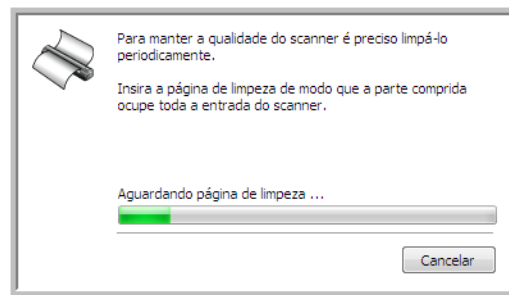 Para manter a qualidade do scanner é preciso limpá-lo
periodicamente.
Insira a página de limpeza de modo que a parte comprida
ocupe toda a entrada do scanner.
Aguardando página de limpeza ...
Cancelar